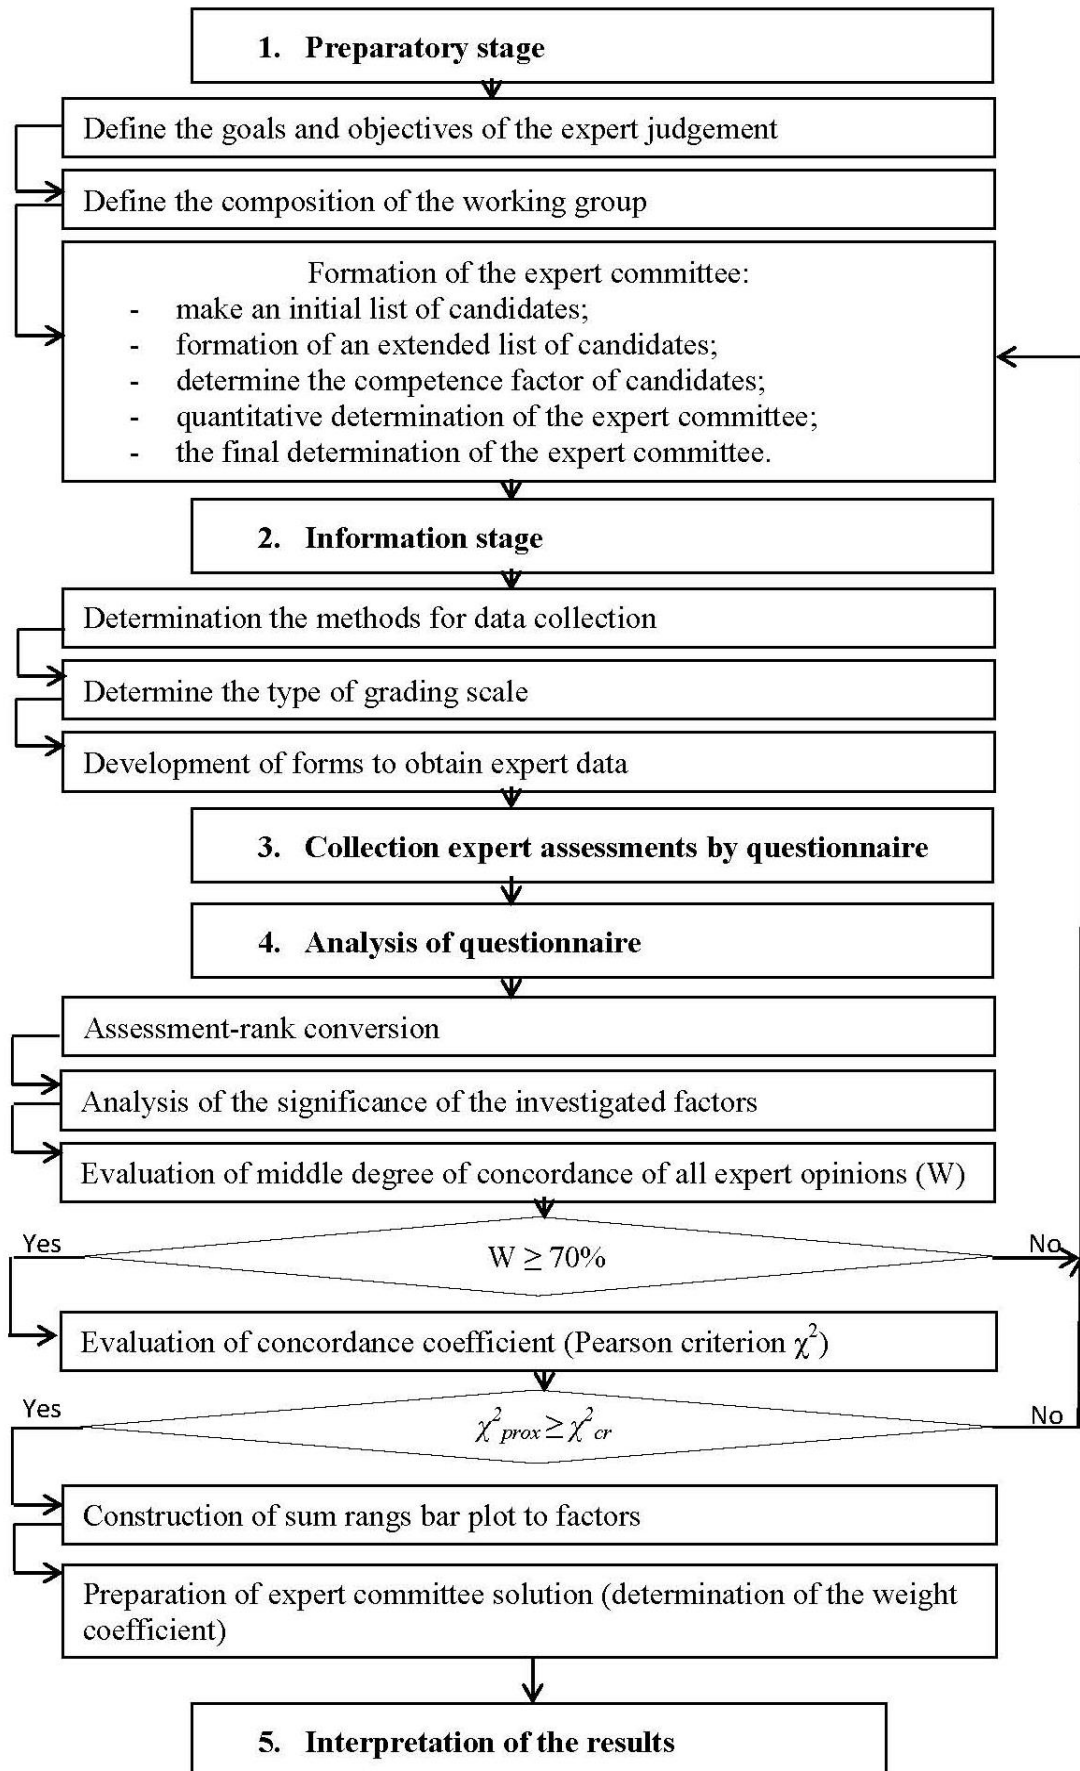 1. Preparatory stage
Define the goals and objectives of the expert judgement
Define the composition of the working group
Formation of the expert committee:
- make an initial list of candidates;
- formation of an extended list of candidates;
- determine the competence factor of candidates;
- quantitative determination of the expert committee;
- the final determination of the expert committee.
2. Information stage
Determination the methods for data collection
Determine the type of grading scale
Development of forms to obtain expert data
3. Collection expert assessments by questionnaire
4. Analysis of questionnaire
Assessment-rank conversion
Analysis of the significance of the investigated factors
Evaluation of middle degree of concordance of all expert opinions (W)
Yes
W ≥ 70%
No
Evaluation of concordance coefficient (Pearson criterion χ²)
Yes
χ²prox ≥ χ²cr
No
Construction of sum rangs bar plot to factors
Preparation of expert committee solution (determination of the weight
coefficient)
5. Interpretation of the results